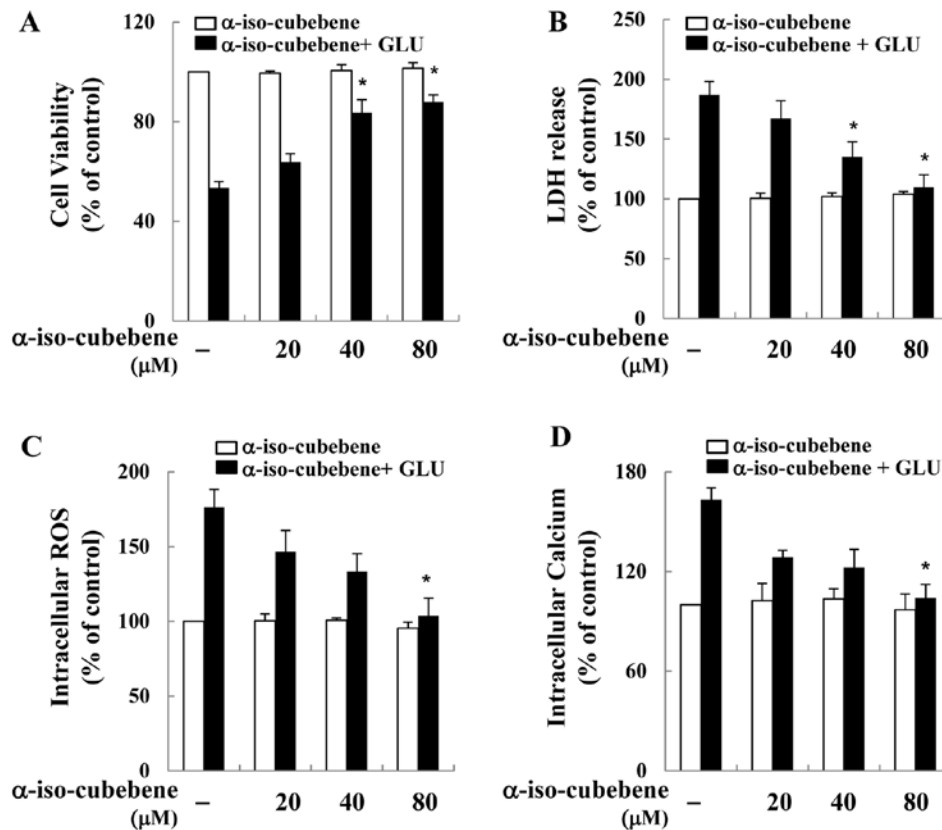 A
α-iso-cubebene
α-iso-cubebene+ GLU
Cell Viability
(% of control)
120
80
40
0
*
*
α-iso-cubebene
(µM)
– 20 40 80
B
α-iso-cubebene
α-iso-cubebene + GLU
LDH release
(% of control)
250
200
150
100
50
0
*
*
α-iso-cubebene
(µM)
– 20 40 80
C
α-iso-cubebene
α-iso-cubebene+ GLU
Intracellular ROS
(% of control)
200
150
100
50
0
*
α-iso-cubebene
(µM)
– 20 40 80
D
α-iso-cubebene
α-iso-cubebene + GLU
Intracellular Calcium
(% of control)
180
120
60
0
*
α-iso-cubebene
(µM)
– 20 40 80